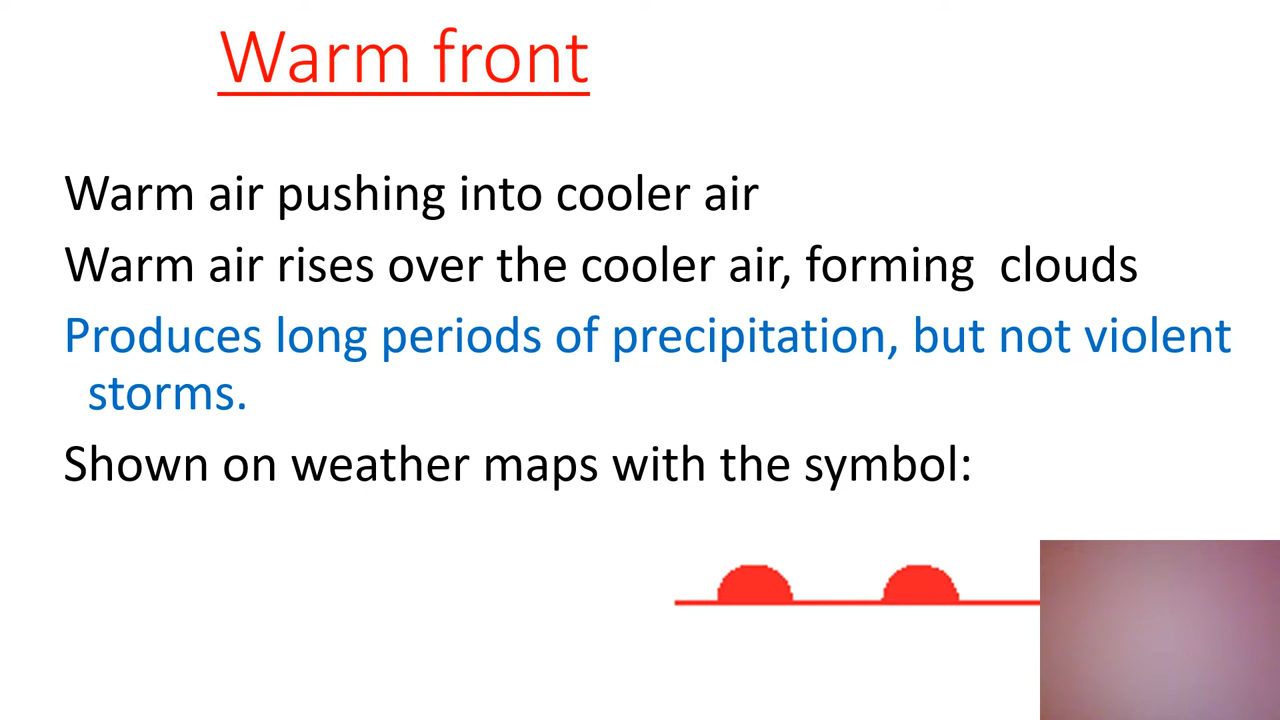 Warm front
Warm air pushing into cooler air
Warm air rises over the cooler air, forming  clouds
Produces long periods of precipitation, but not violent
storms.
Shown on weather maps with the symbol: